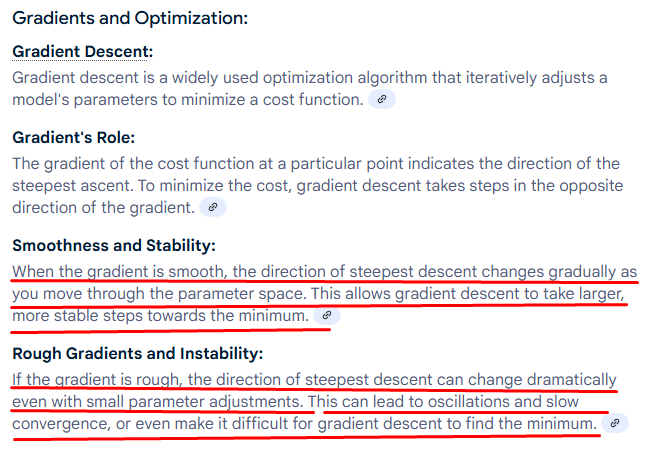 Gradients and Optimization:
Gradient Descent:
Gradient descent is a widely used optimization algorithm that iteratively adjusts a
model's parameters to minimize a cost function.
Gradient's Role:
The gradient of the cost function at a particular point indicates the direction of the
steepest ascent. To minimize the cost, gradient descent takes steps in the opposite
direction of the gradient.
Smoothness and Stability:
When the gradient is smooth, the direction of steepest descent changes gradually as
you move through the parameter space. This allows gradient descent to take larger,
more stable steps towards the minimum.
Rough Gradients and Instability:
If the gradient is rough, the direction of steepest descent can change dramatically
even with small parameter adjustments. This can lead to oscillations and slow
convergence, or even make it difficult for gradient descent to find the minimum.